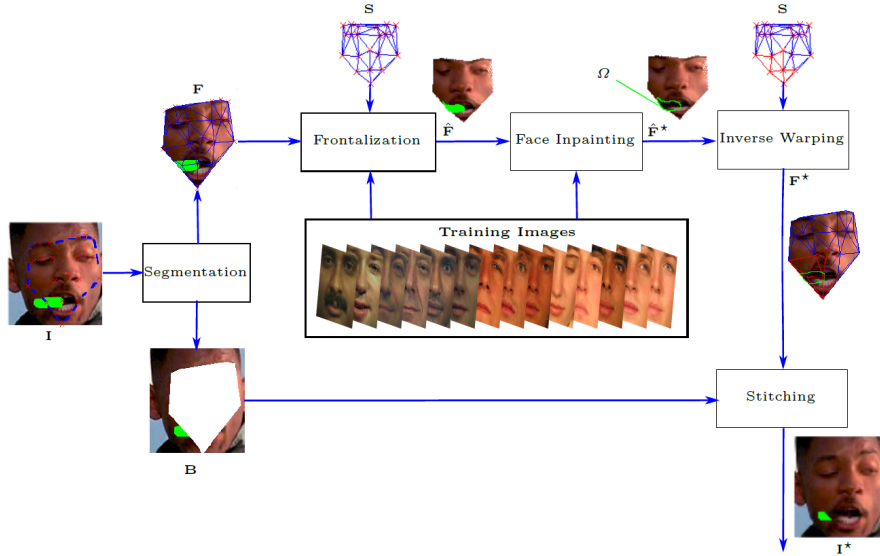 S
S
F
Ω
Frontalization
F̂
Face Inpainting
F̂*
Inverse Warping
F*
Training Images
Segmentation
I
Stitching
B
I*